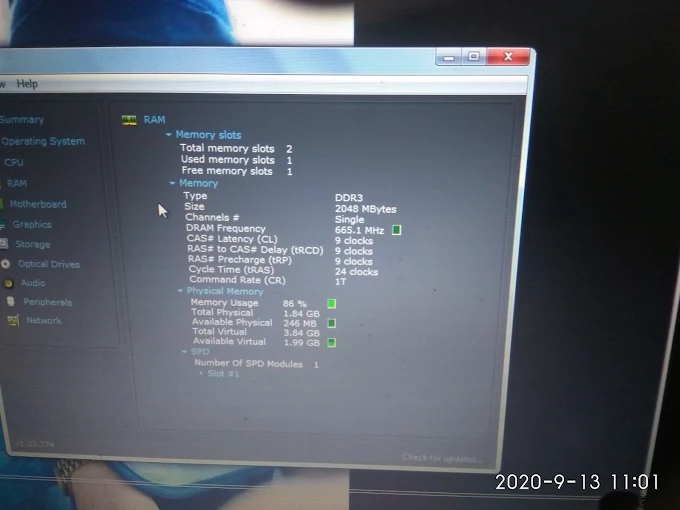 w Help
Summary
Operating System
CPU
RAM
Motherboard
Graphics
Storage
Optical Drives
Audio
Peripherals
Network
RAM
Memory slots
Total memory slots 2
Used memory slots 1
Free memory slots 1
Memory
Type DDR3
Size 2048 MBytes
Channels # Single
DRAM Frequency 665.1 MHz
CAS# Latency (CL) 9 clocks
RAS# to CAS# Delay (tRCD) 9 clocks
RAS# Precharge (tRP) 9 clocks
Cycle Time (tRAS) 24 clocks
Command Rate (CR) 1T
Physical Memory
Memory Usage 86 %
Total Physical 1.84 GB
Available Physical 246 MB
Total Virtual 3.84 GB
Available Virtual 1.99 GB
SPD
Number Of SPD Modules 1
Slot #1
v1.32.774
Check for updates...
2020-9-13 11:01